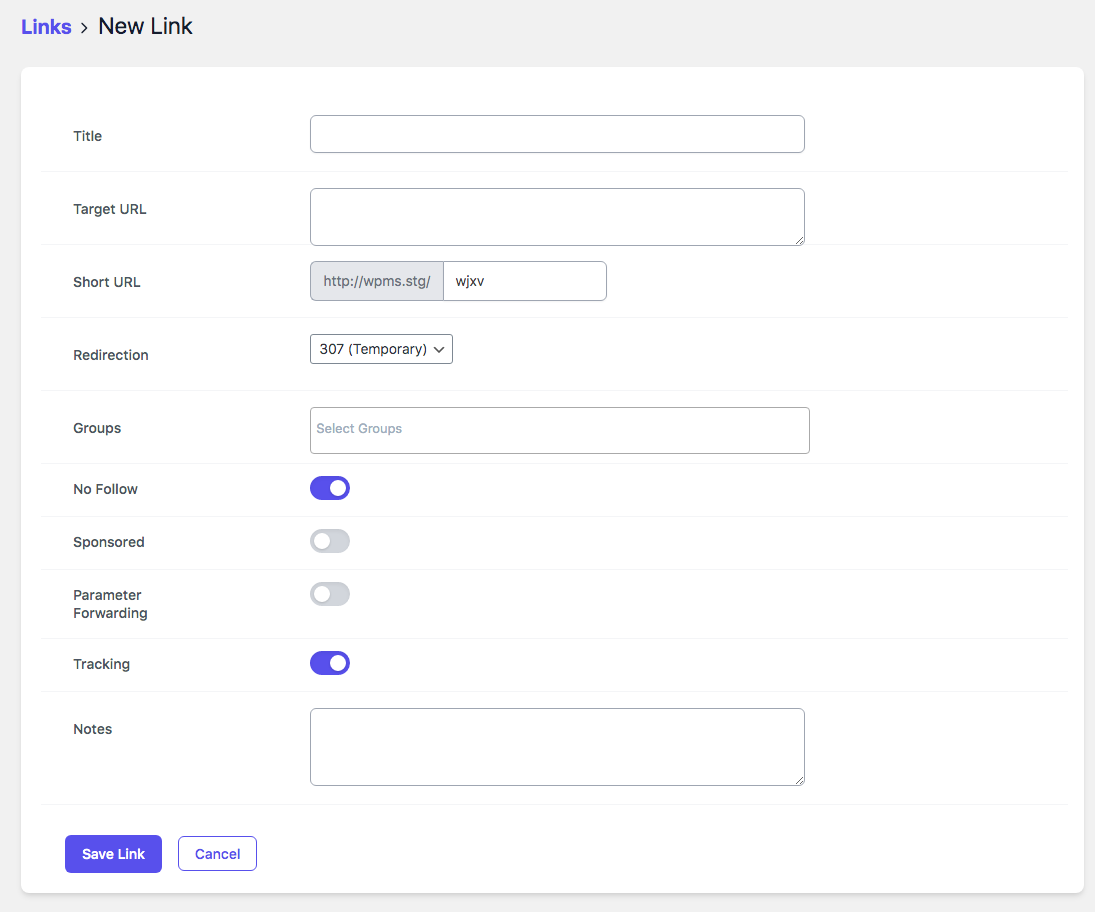 Links › New Link
Title
Target URL
Short URL http://wpms.stg/ wjxv
Redirection 307 (Temporary)
Groups Select Groups
No Follow
Sponsored
Parameter
Forwarding
Tracking
Notes
Save Link Cancel